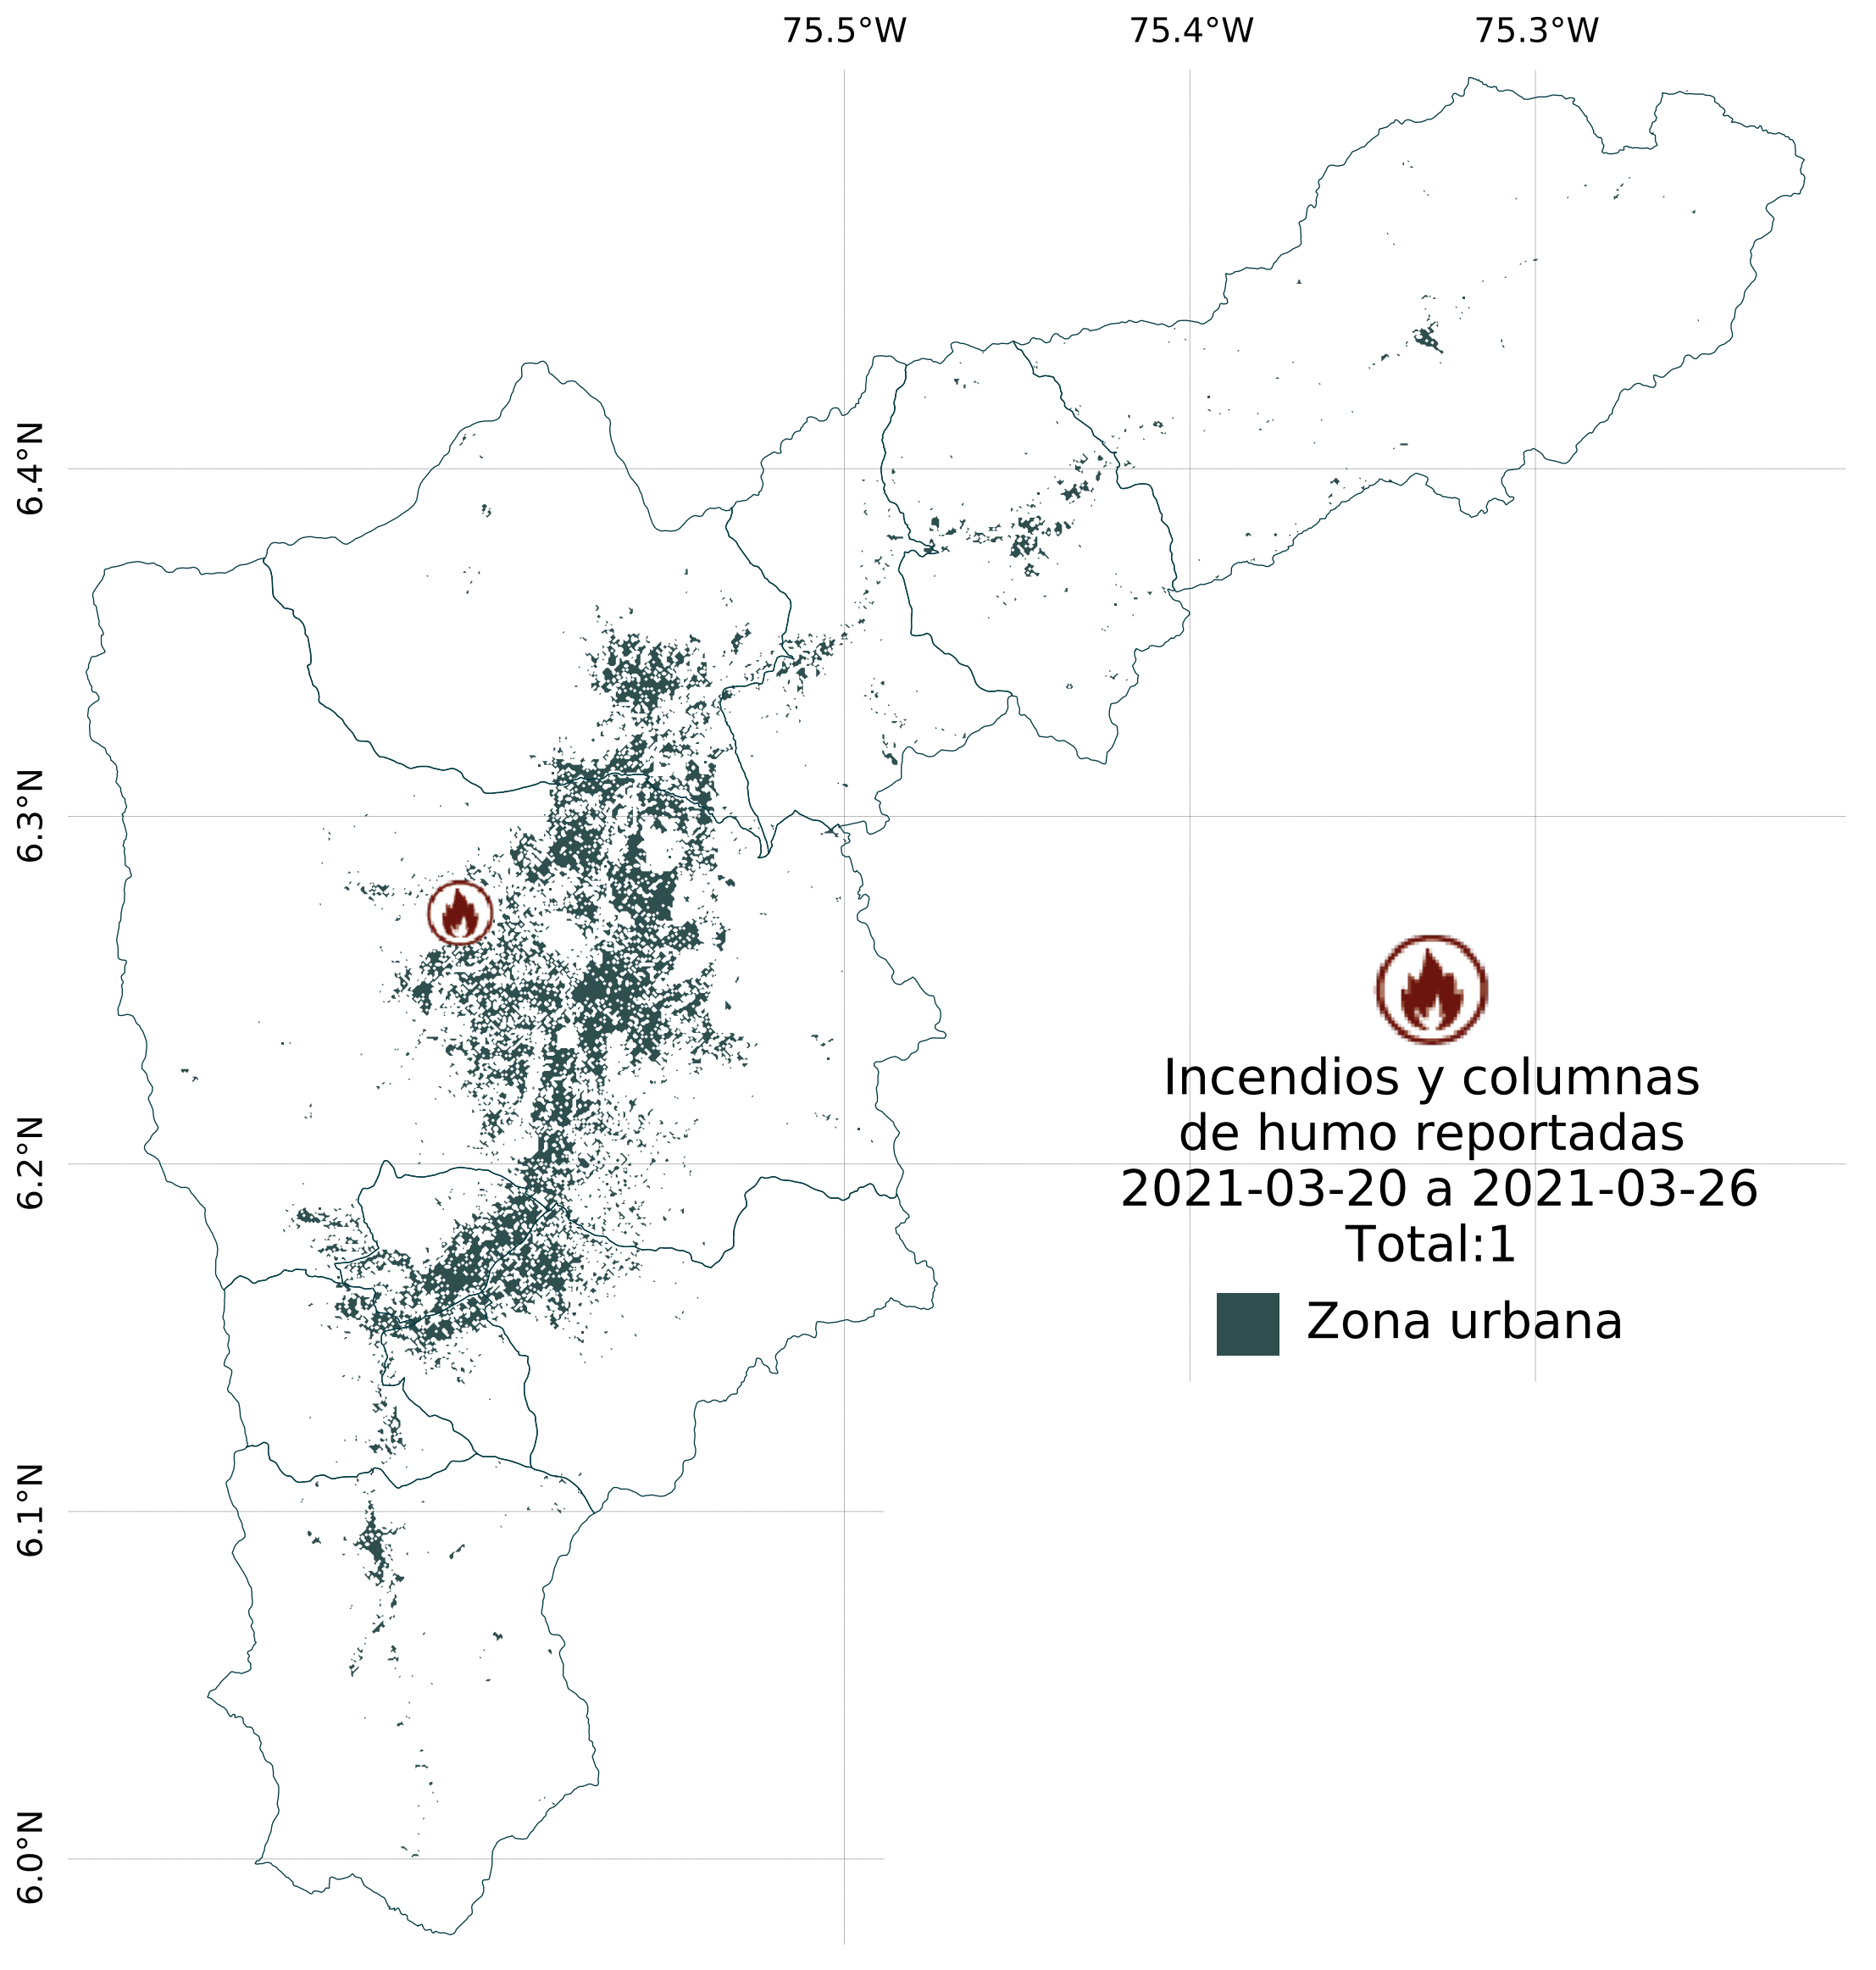 75.5°W 75.4°W 75.3°W
6.4°N
6.3°N
6.2°N
6.1°N
6.0°N
Incendios y columnas
de humo reportadas
2021-03-20 a 2021-03-26
Total:1
Zona urbana